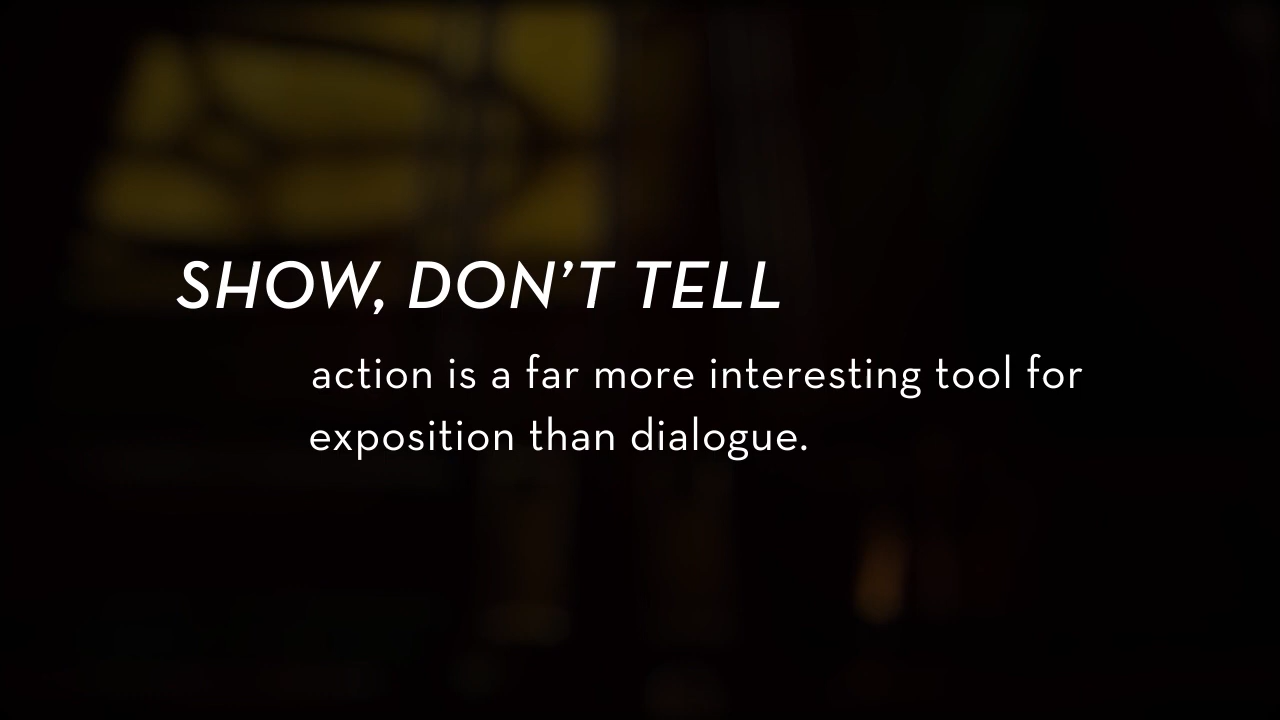 SHOW, DON’T TELL
action is a far more interesting tool for
exposition than dialogue.